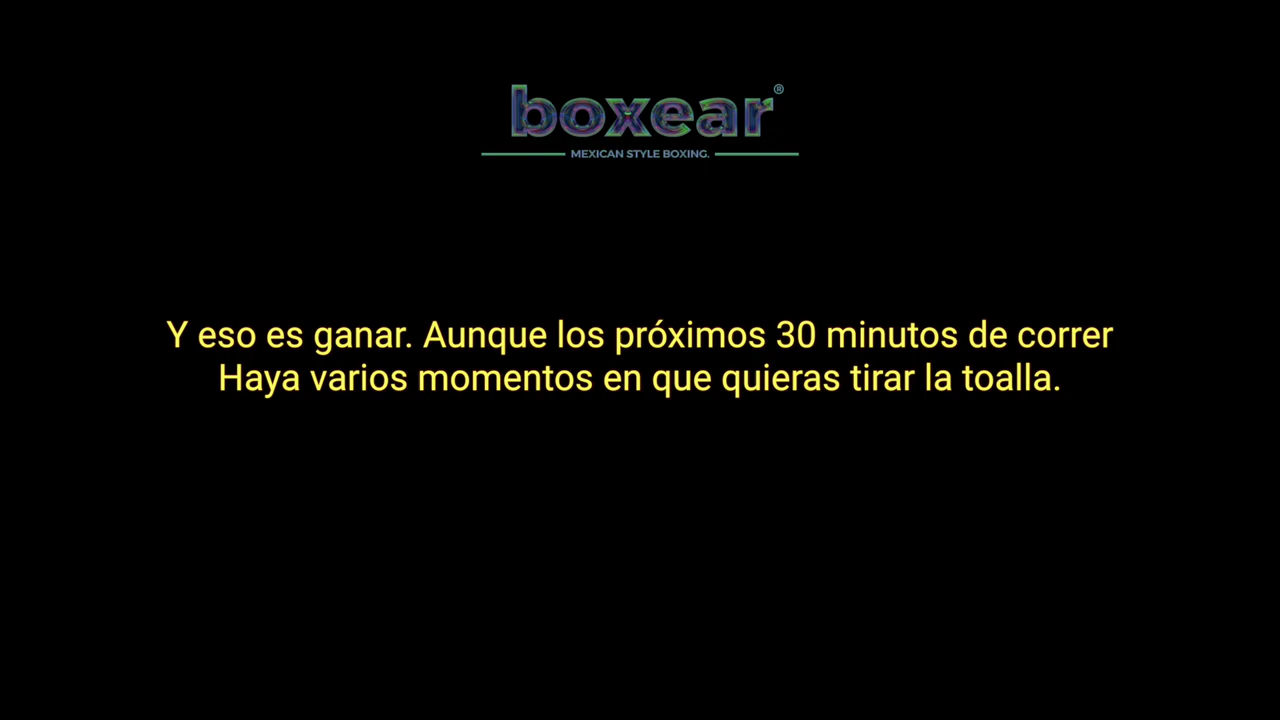 boxear®
MEXICAN STYLE BOXING.
Y eso es ganar. Aunque los próximos 30 minutos de correr
Haya varios momentos en que quieras tirar la toalla.